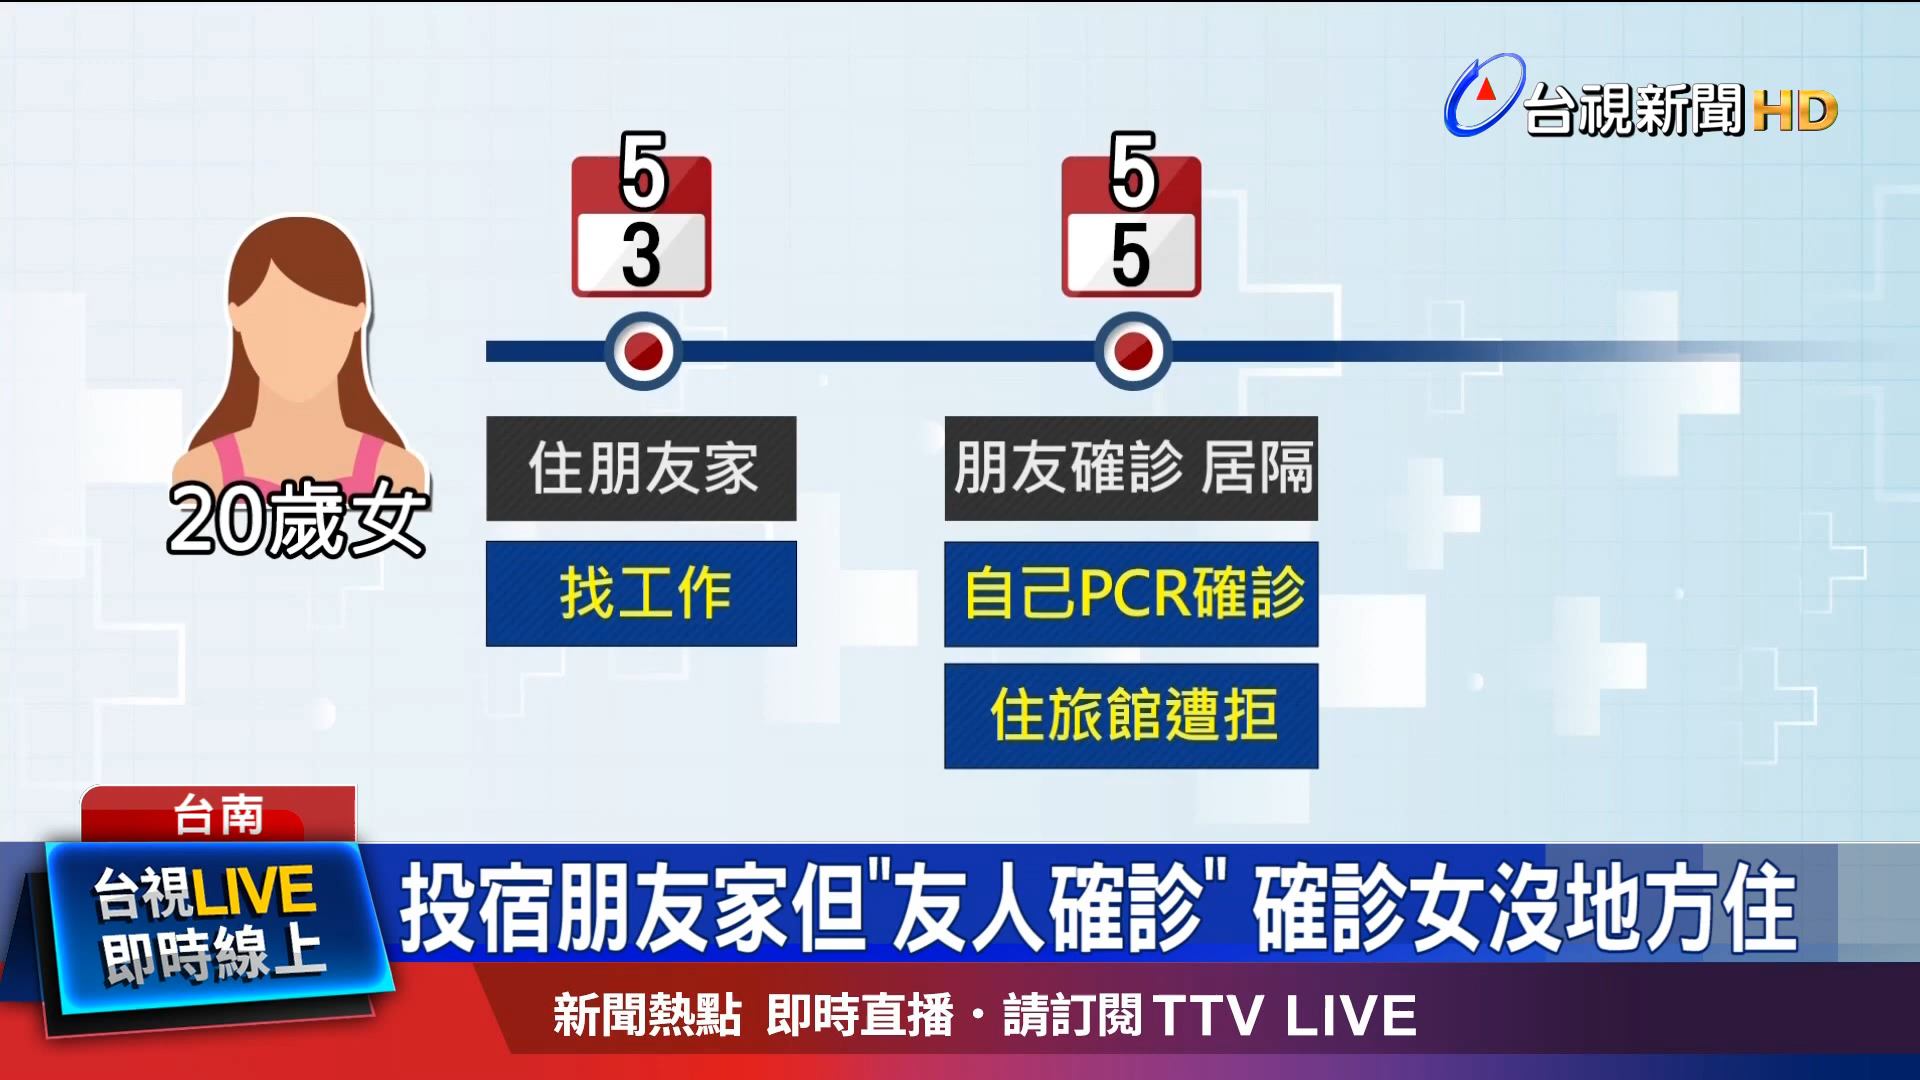 台視新聞HD
5
3
5
5
20歲女
住朋友家
找工作
朋友確診 居隔
自己PCR確診
住旅館遭拒
台南
台視LIVE
即時線上
投宿朋友家但"友人確診" 確診女沒地方住
新聞熱點 即時直播・請訂閱TTV LIVE